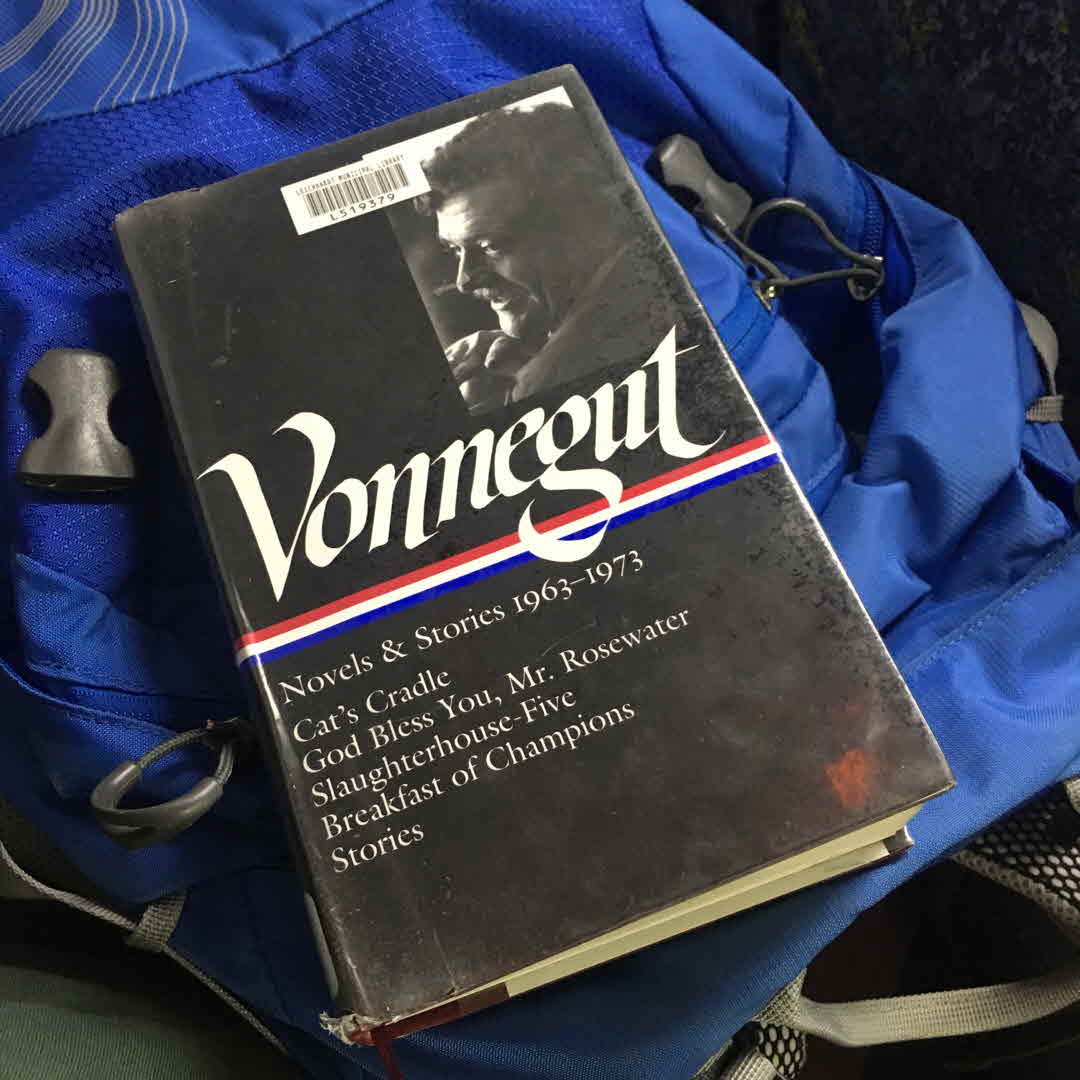 LEICHHARDT MUNICIPAL LIBRARY
L519379
Vonnegut
Novels & Stories 1963–1973
Cat's Cradle
God Bless You, Mr. Rosewater
Slaughterhouse-Five
Breakfast of Champions
Stories